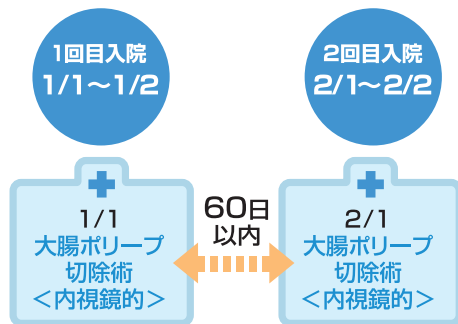 1回目入院
1/1～1/2
2回目入院
2/1～2/2
1/1
大腸ポリープ
切除術
＜内視鏡的＞
60日
以内
2/1
大腸ポリープ
切除術
＜内視鏡的＞